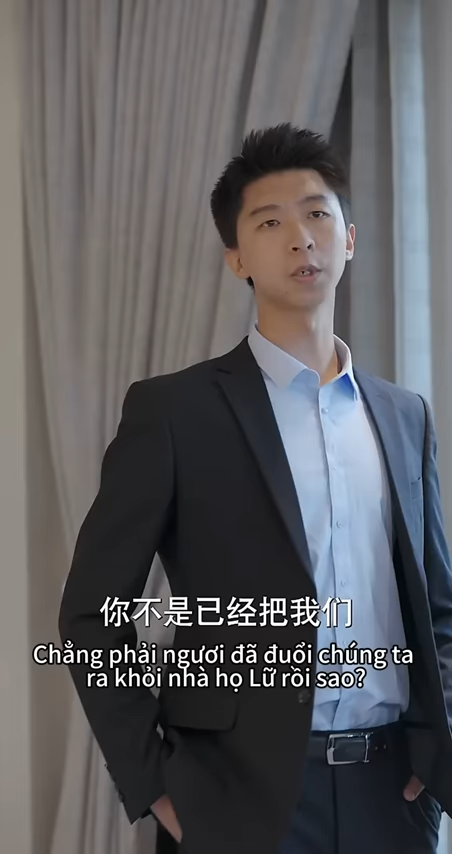 你不是已经把我们
Chẳng phải ngươi đã đuổi chúng ta
ra khỏi nhà họ Lữ rồi sao?